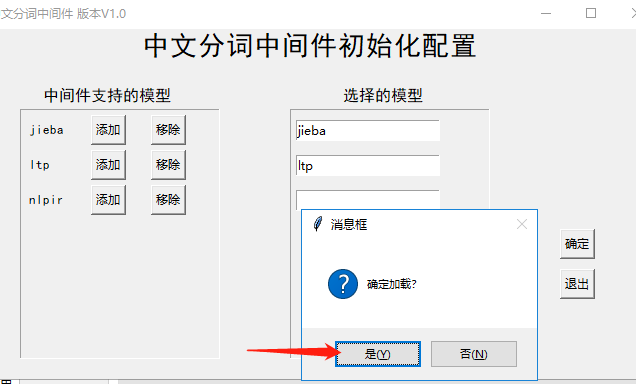 文分词中间件 版本V1.0
中文分词中间件初始化配置
中间件支持的模型
选择的模型
jieba 添加 移除
jieba
ltp 添加 移除
ltp
nlpir 添加 移除
消息框
确定加载?
是(Y) 否(N)
确定
退出